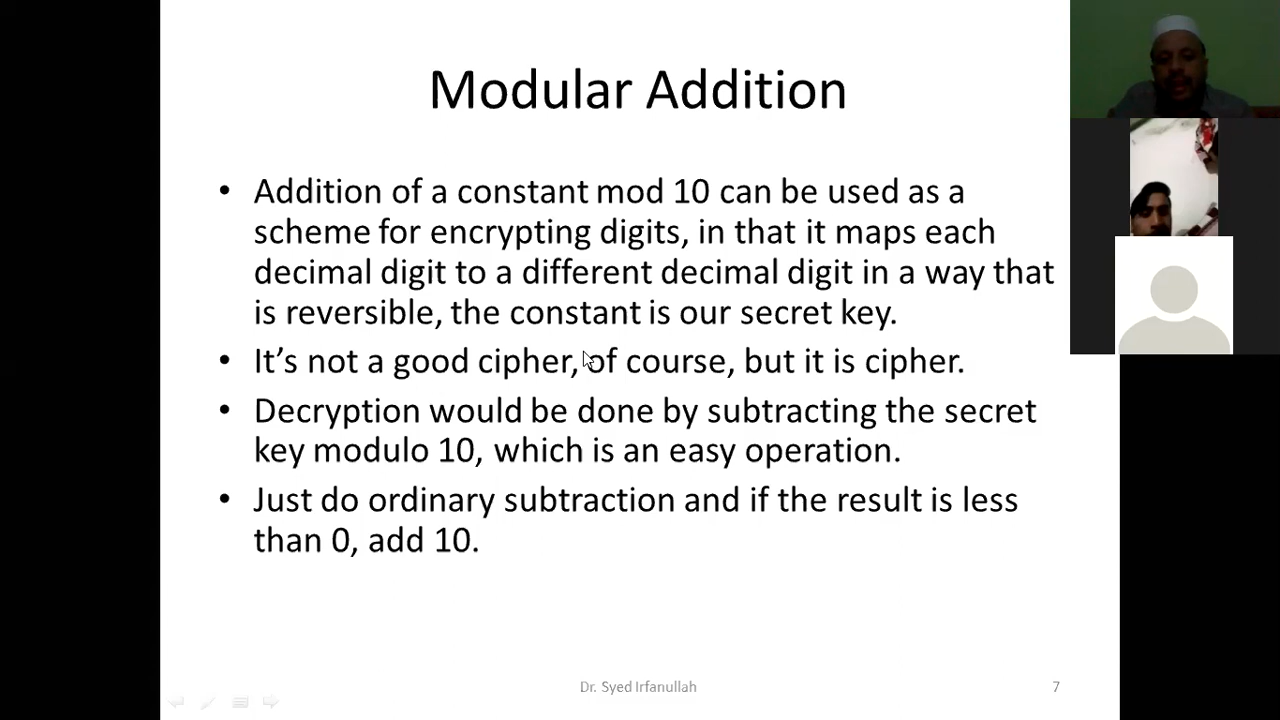 Modular Addition
• Addition of a constant mod 10 can be used as a
scheme for encrypting digits, in that it maps each
decimal digit to a different decimal digit in a way that
is reversible, the constant is our secret key.
• It’s not a good cipher, of course, but it is cipher.
• Decryption would be done by subtracting the secret
key modulo 10, which is an easy operation.
• Just do ordinary subtraction and if the result is less
than 0, add 10.
Dr. Syed Irfanullah
7